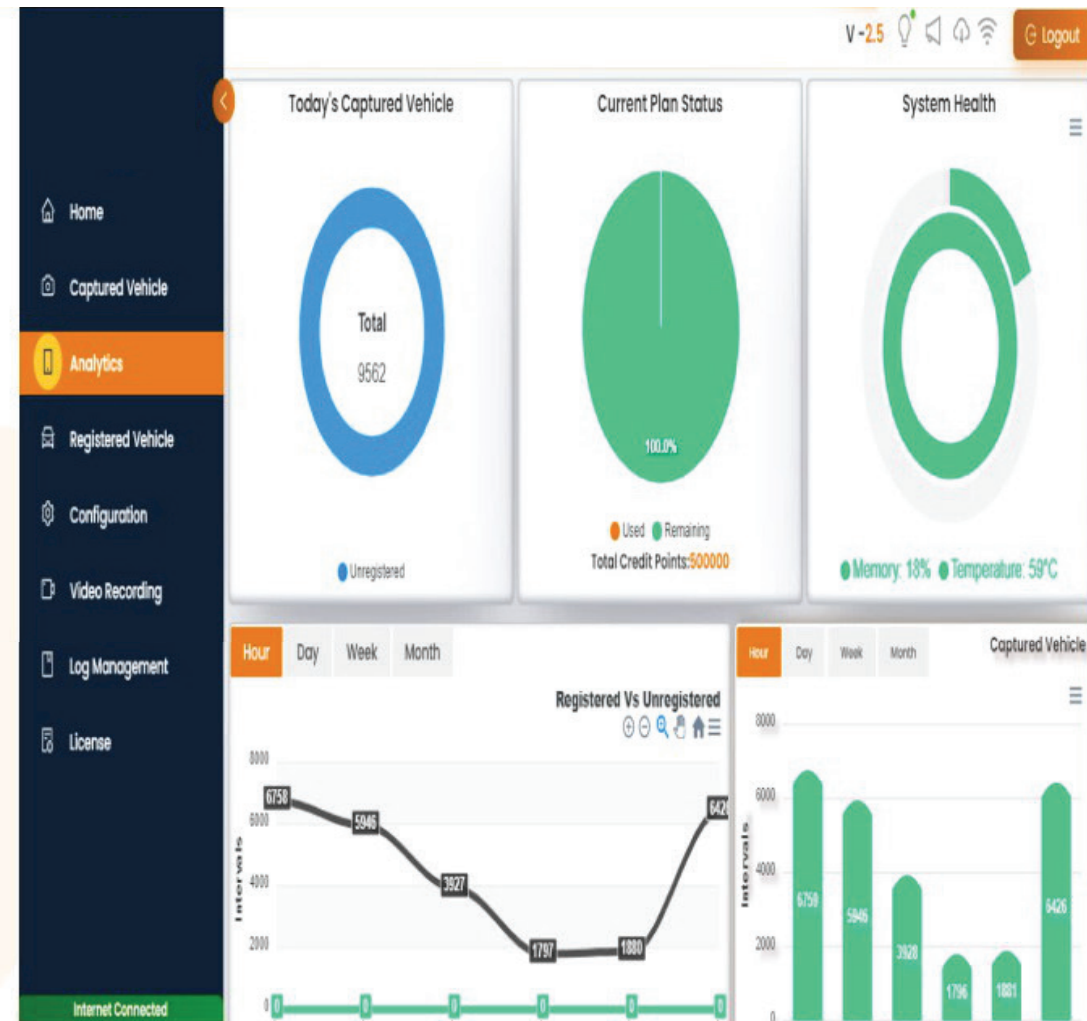 V -2.5
Logout
Home
Captured Vehicle
Analytics
Registered Vehicle
Configuration
Video Recording
Log Management
License
Internet Connected
Today's Captured Vehicle
Total
9562
Unregistered
Current Plan Status
100.0%
Used Remaining
Total Credit Points:500000
System Health
Memory: 18% Temperature: 59°C
Hour Day Week Month
Registered Vs Unregistered
Intervals
8000
6000
4000
2000
0
6758
5946
3927
1797
1880
642
0 0 0 0 0 0
Hour Day Week Month
Captured Vehicle
Intervals
8000
6000
4000
2000
0
6759
5946
3928
1796
1881
6426